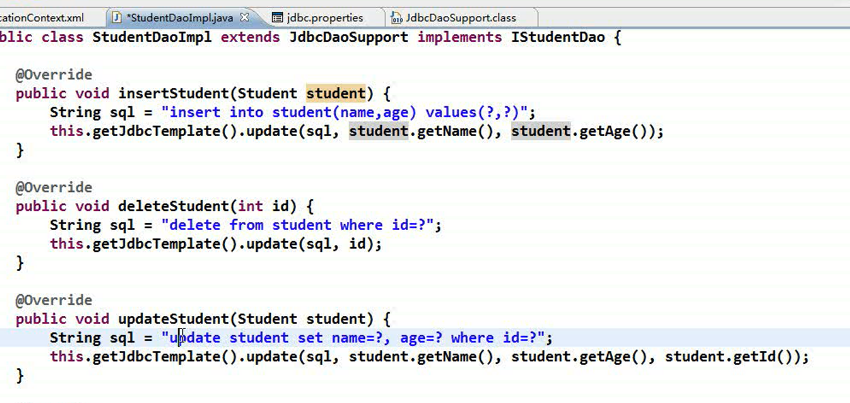 cationContext.xml *StudentDaoImpl.java jdbc.properties JdbcDaoSupport.class
blic class StudentDaoImpl extends JdbcDaoSupport implements IStudentDao {
@Override
public void insertStudent(Student student) {
String sql = "insert into student(name,age) values(?,?)";
this.getJdbcTemplate().update(sql, student.getName(), student.getAge());
}
@Override
public void deleteStudent(int id) {
String sql = "delete from student where id=?";
this.getJdbcTemplate().update(sql, id);
}
@Override
public void updateStudent(Student student) {
String sql = "update student set name=?, age=? where id=?";
this.getJdbcTemplate().update(sql, student.getName(), student.getAge(), student.getId());
}